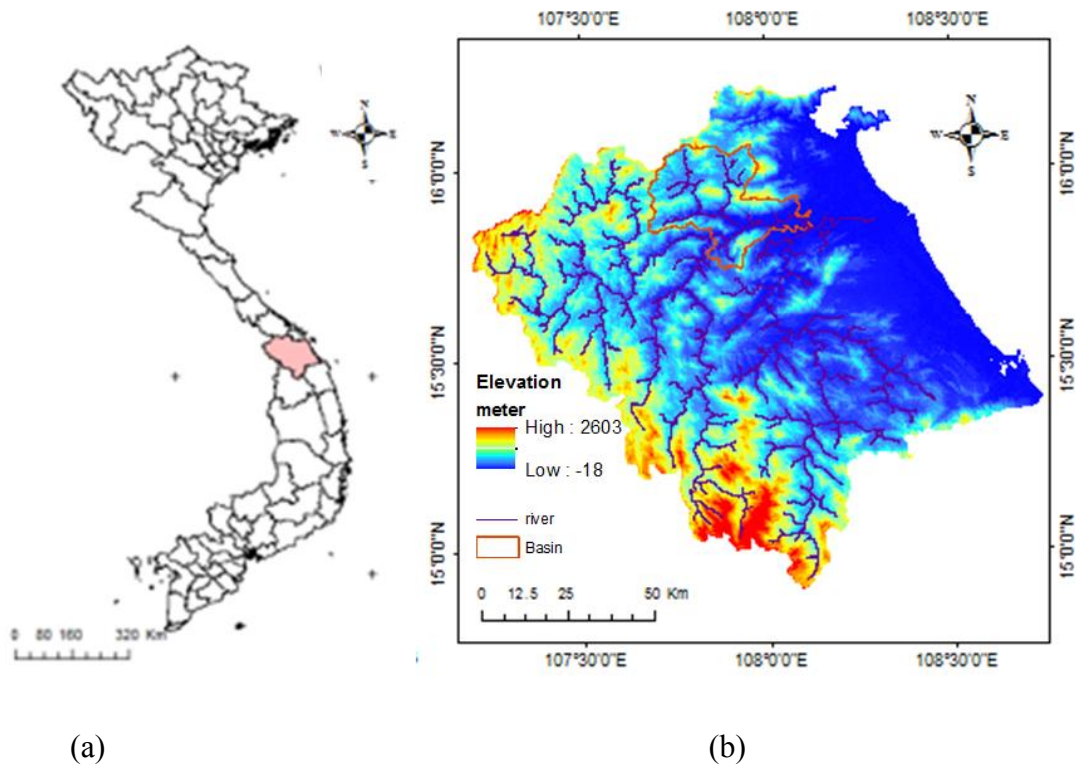 107°30'0"E 108°0'0"E 108°30'0"E
N
W E
S
N
W E
S
16°0'0"N
16°0'0"N
15°30'0"N
15°30'0"N
Elevation
meter
High : 2603
Low : -18
river
Basin
15°0'0"N
15°0'0"N
0 12.5 25 50 Km
0 80 160 320 Km
107°30'0"E 108°0'0"E 108°30'0"E
(a) (b)